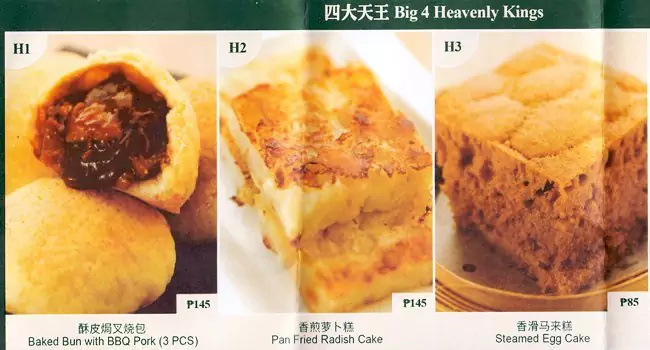 四大天王 Big 4 Heavenly Kings
H1
H2
H3
₱145
₱145
₱85
酥皮焗叉烧包
Baked Bun with BBQ Pork (3 PCS)
香煎萝卜糕
Pan Fried Radish Cake
香滑马来糕
Steamed Egg Cake